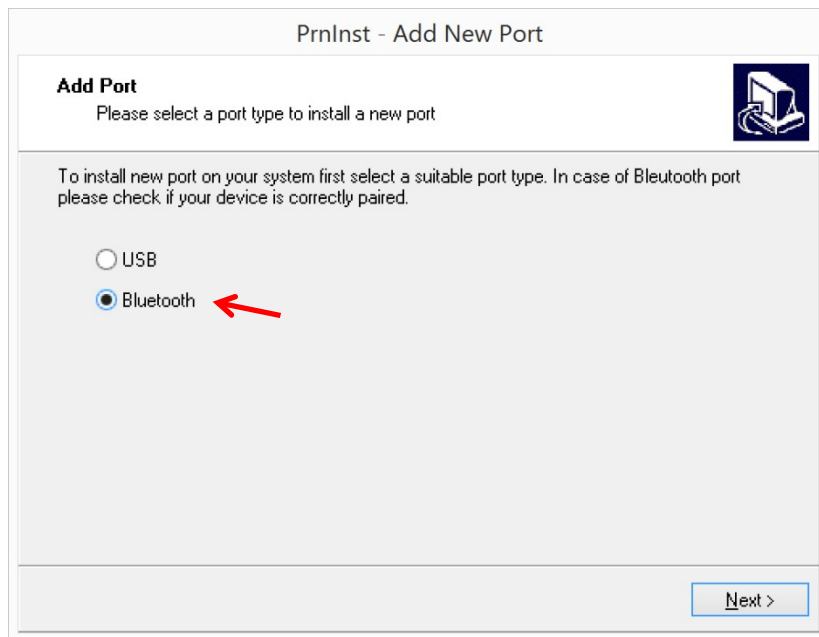 PrnInst - Add New Port
Add Port
Please select a port type to install a new port
To install new port on your system first select a suitable port type. In case of Bleutooth port
please check if your device is correctly paired.
USB
Bluetooth
Next >